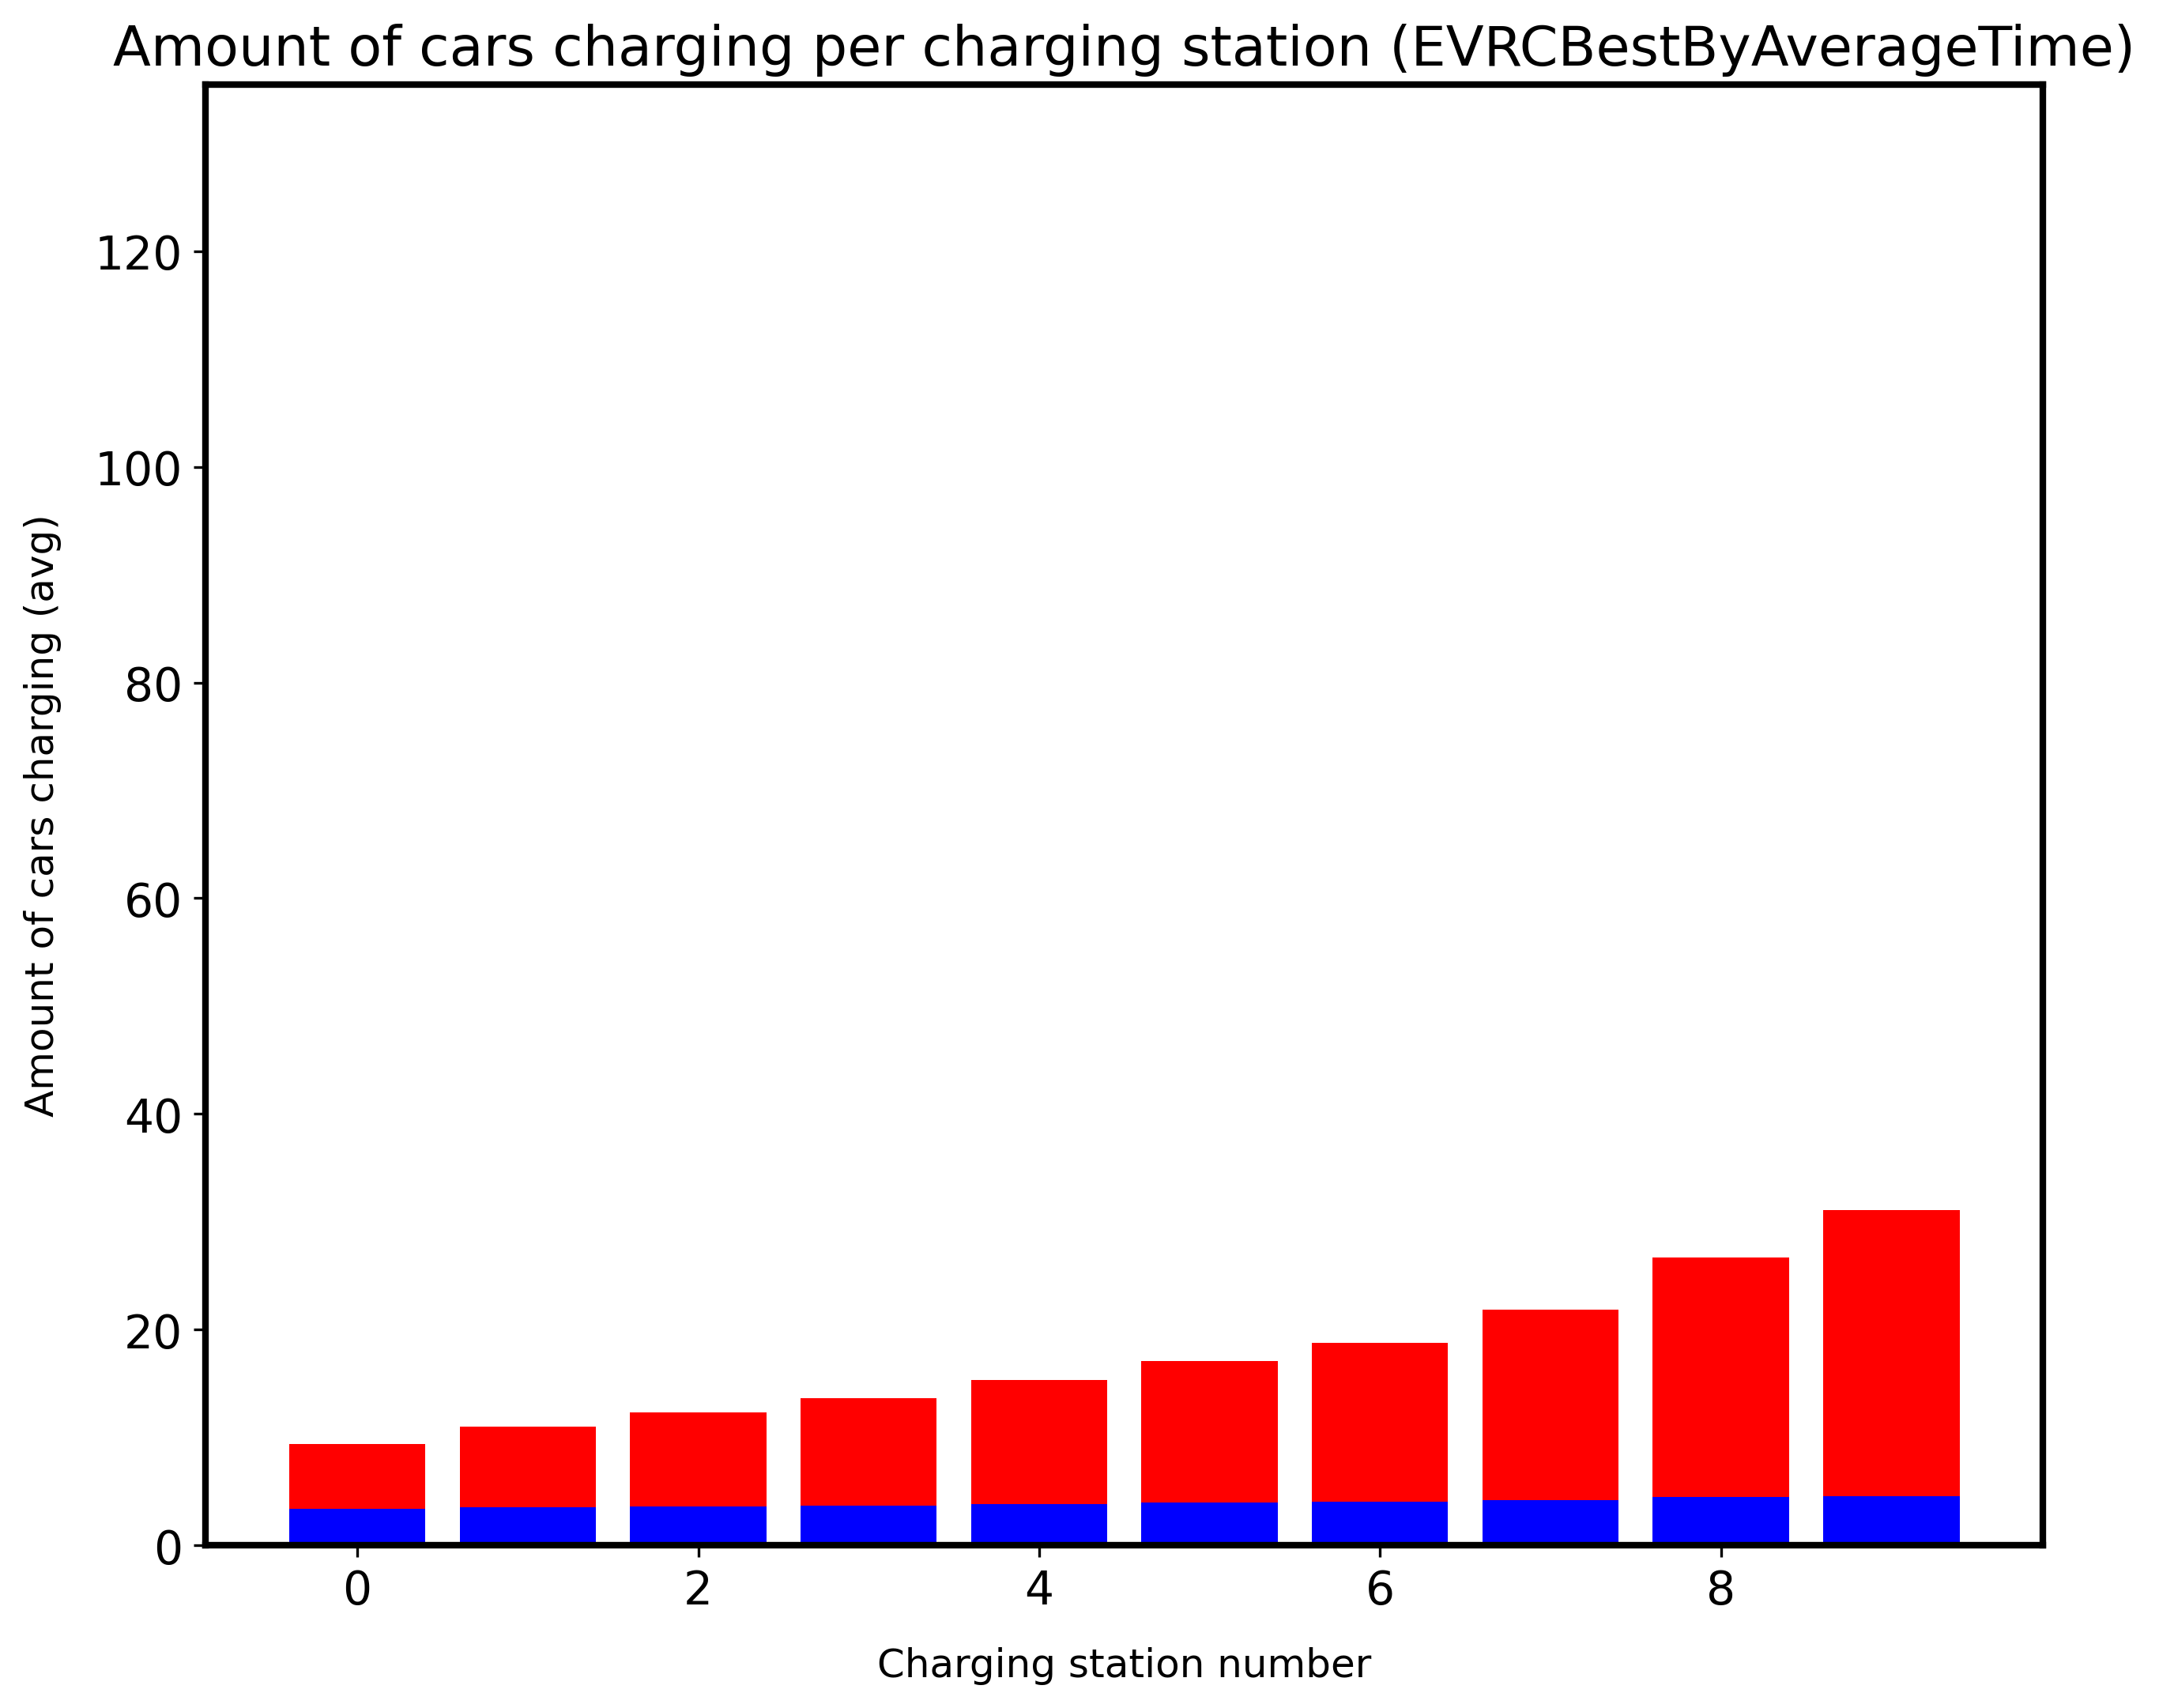 Amount of cars charging per charging station (EVRCBestByAverageTime)
120
100
80
60
40
20
0
Amount of cars charging (avg)
0 2 4 6 8
Charging station number